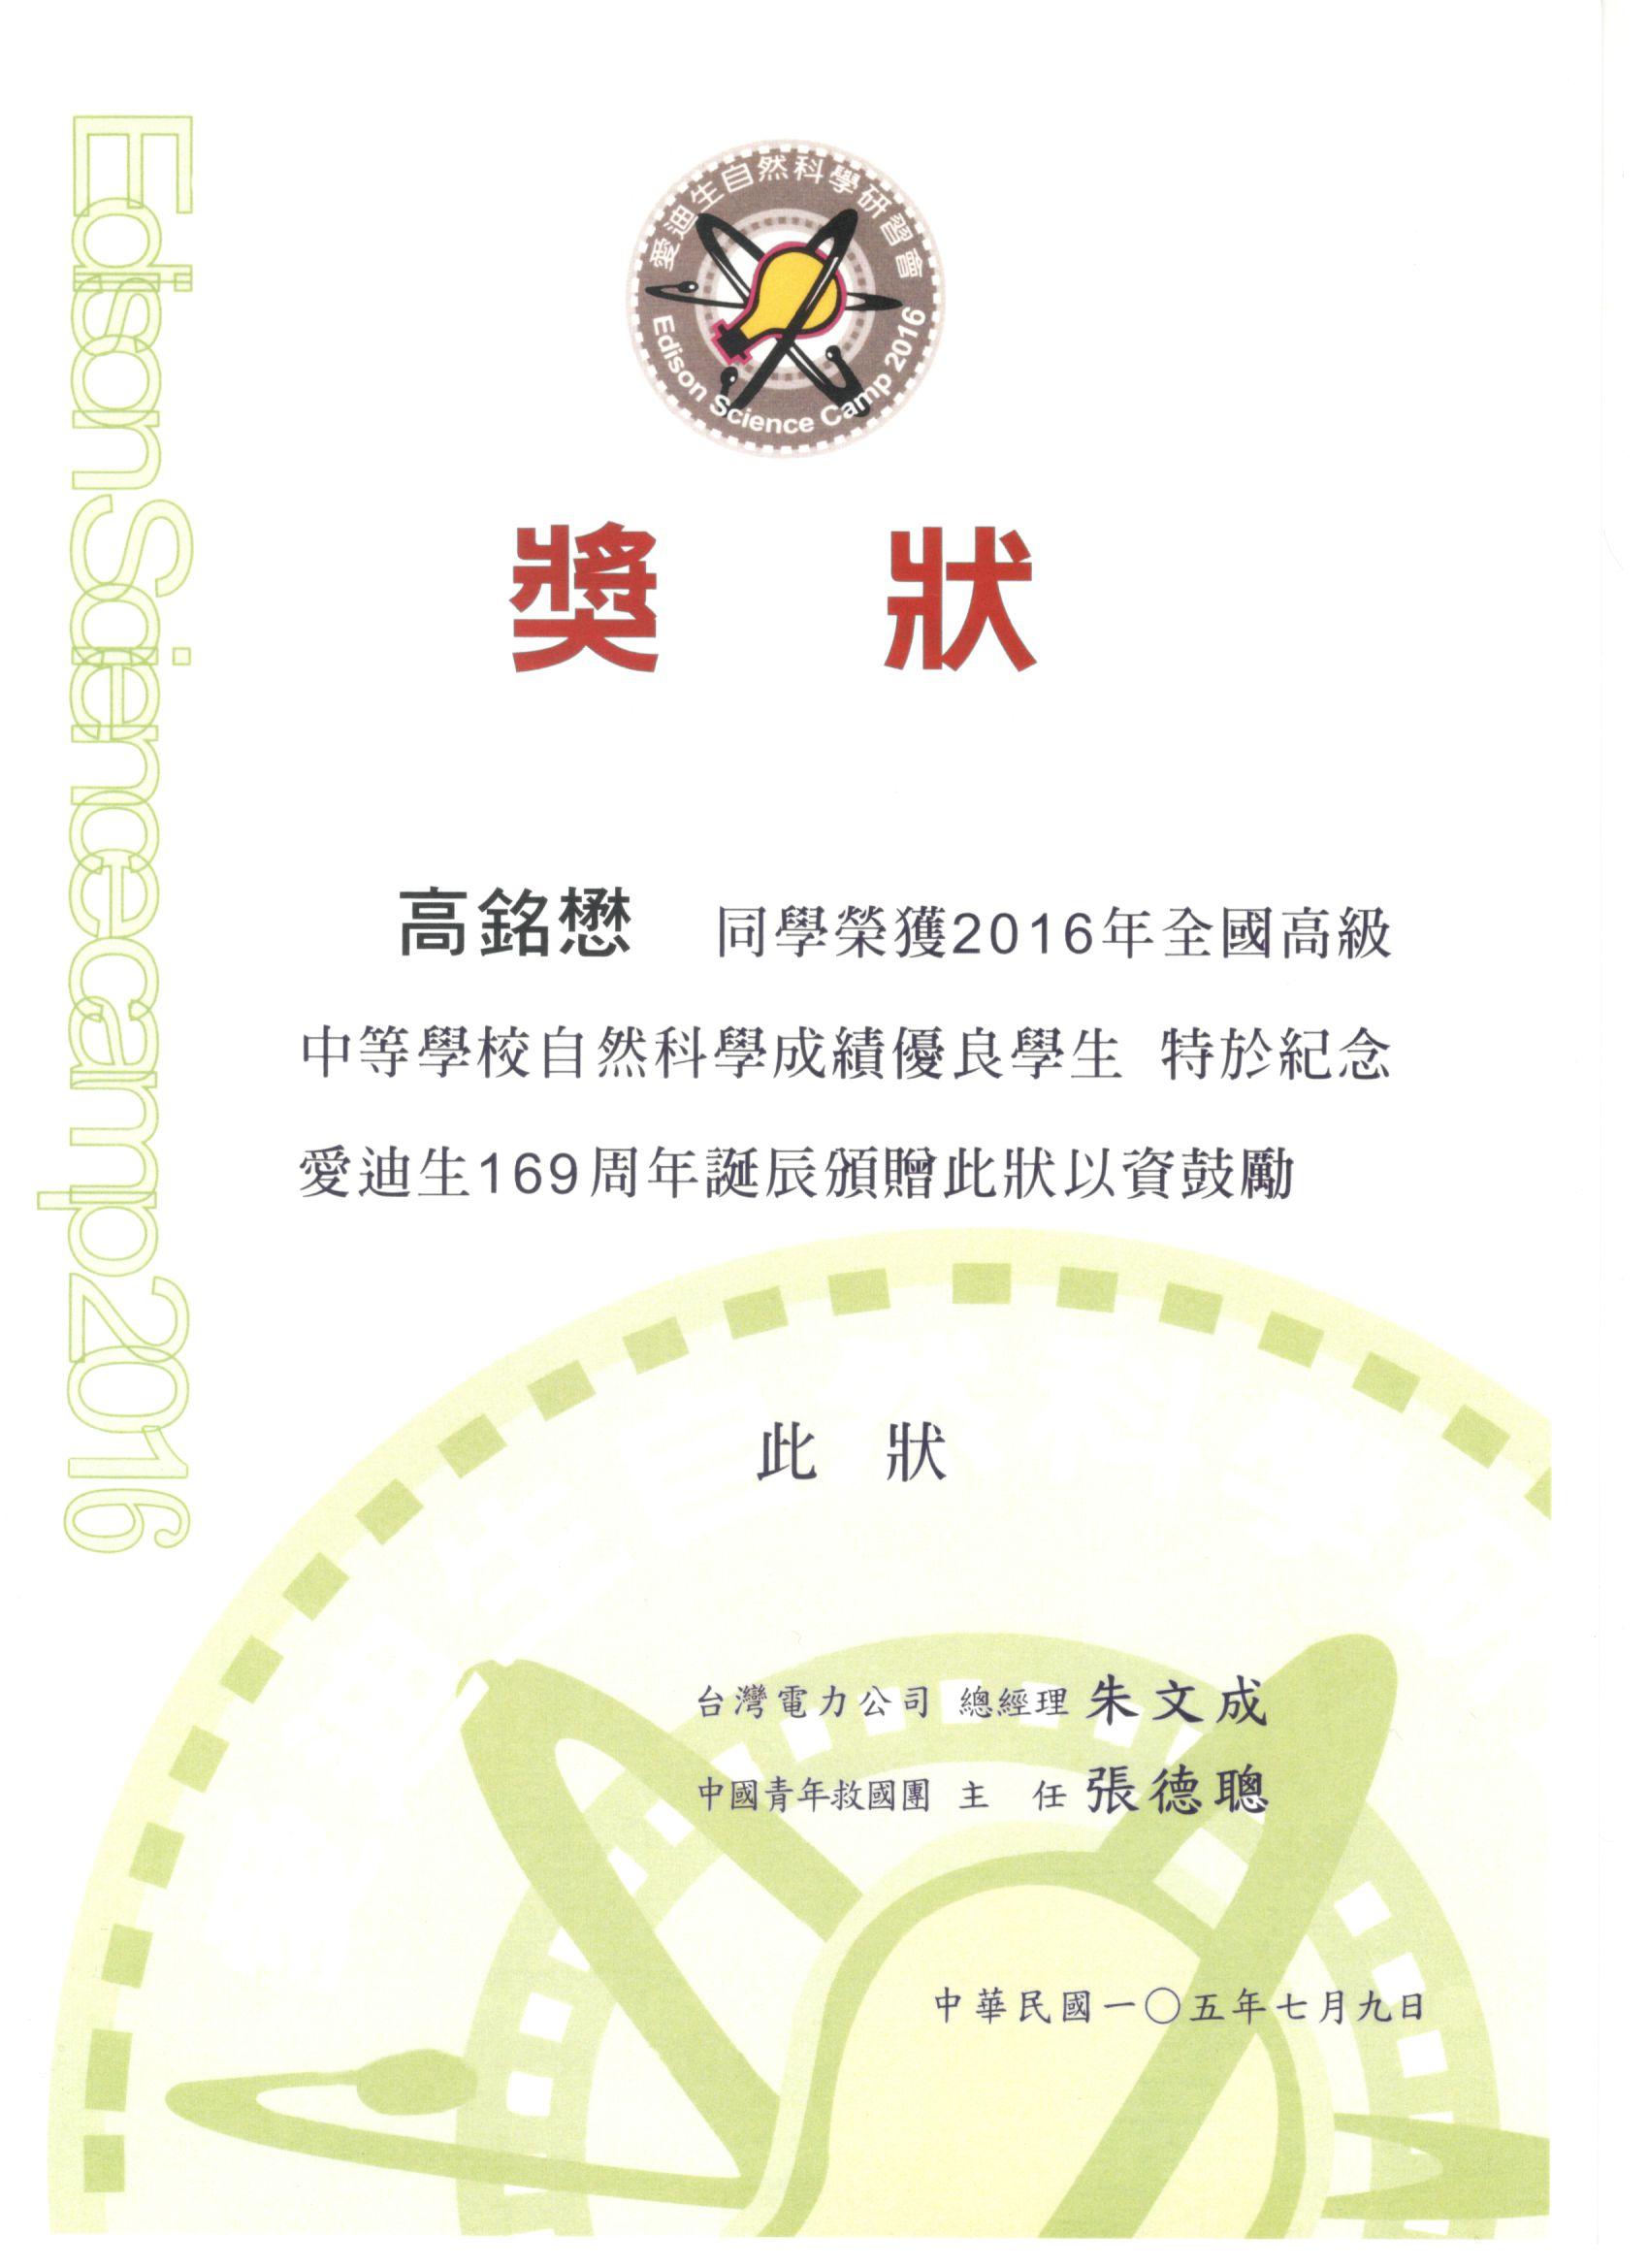 愛迪生自然科學研習會
Edison Science Camp 2016
Edison Science camp 2016
獎 狀
高銘懋 同學榮獲2016年全國高級
中等學校自然科學成績優良學生 特於紀念
愛迪生169周年誕辰頒贈此狀以資鼓勵
此 狀
台灣電力公司 總經理 朱文成
中國青年救國團 主 任 張德聰
中華民國一〇五年七月九日